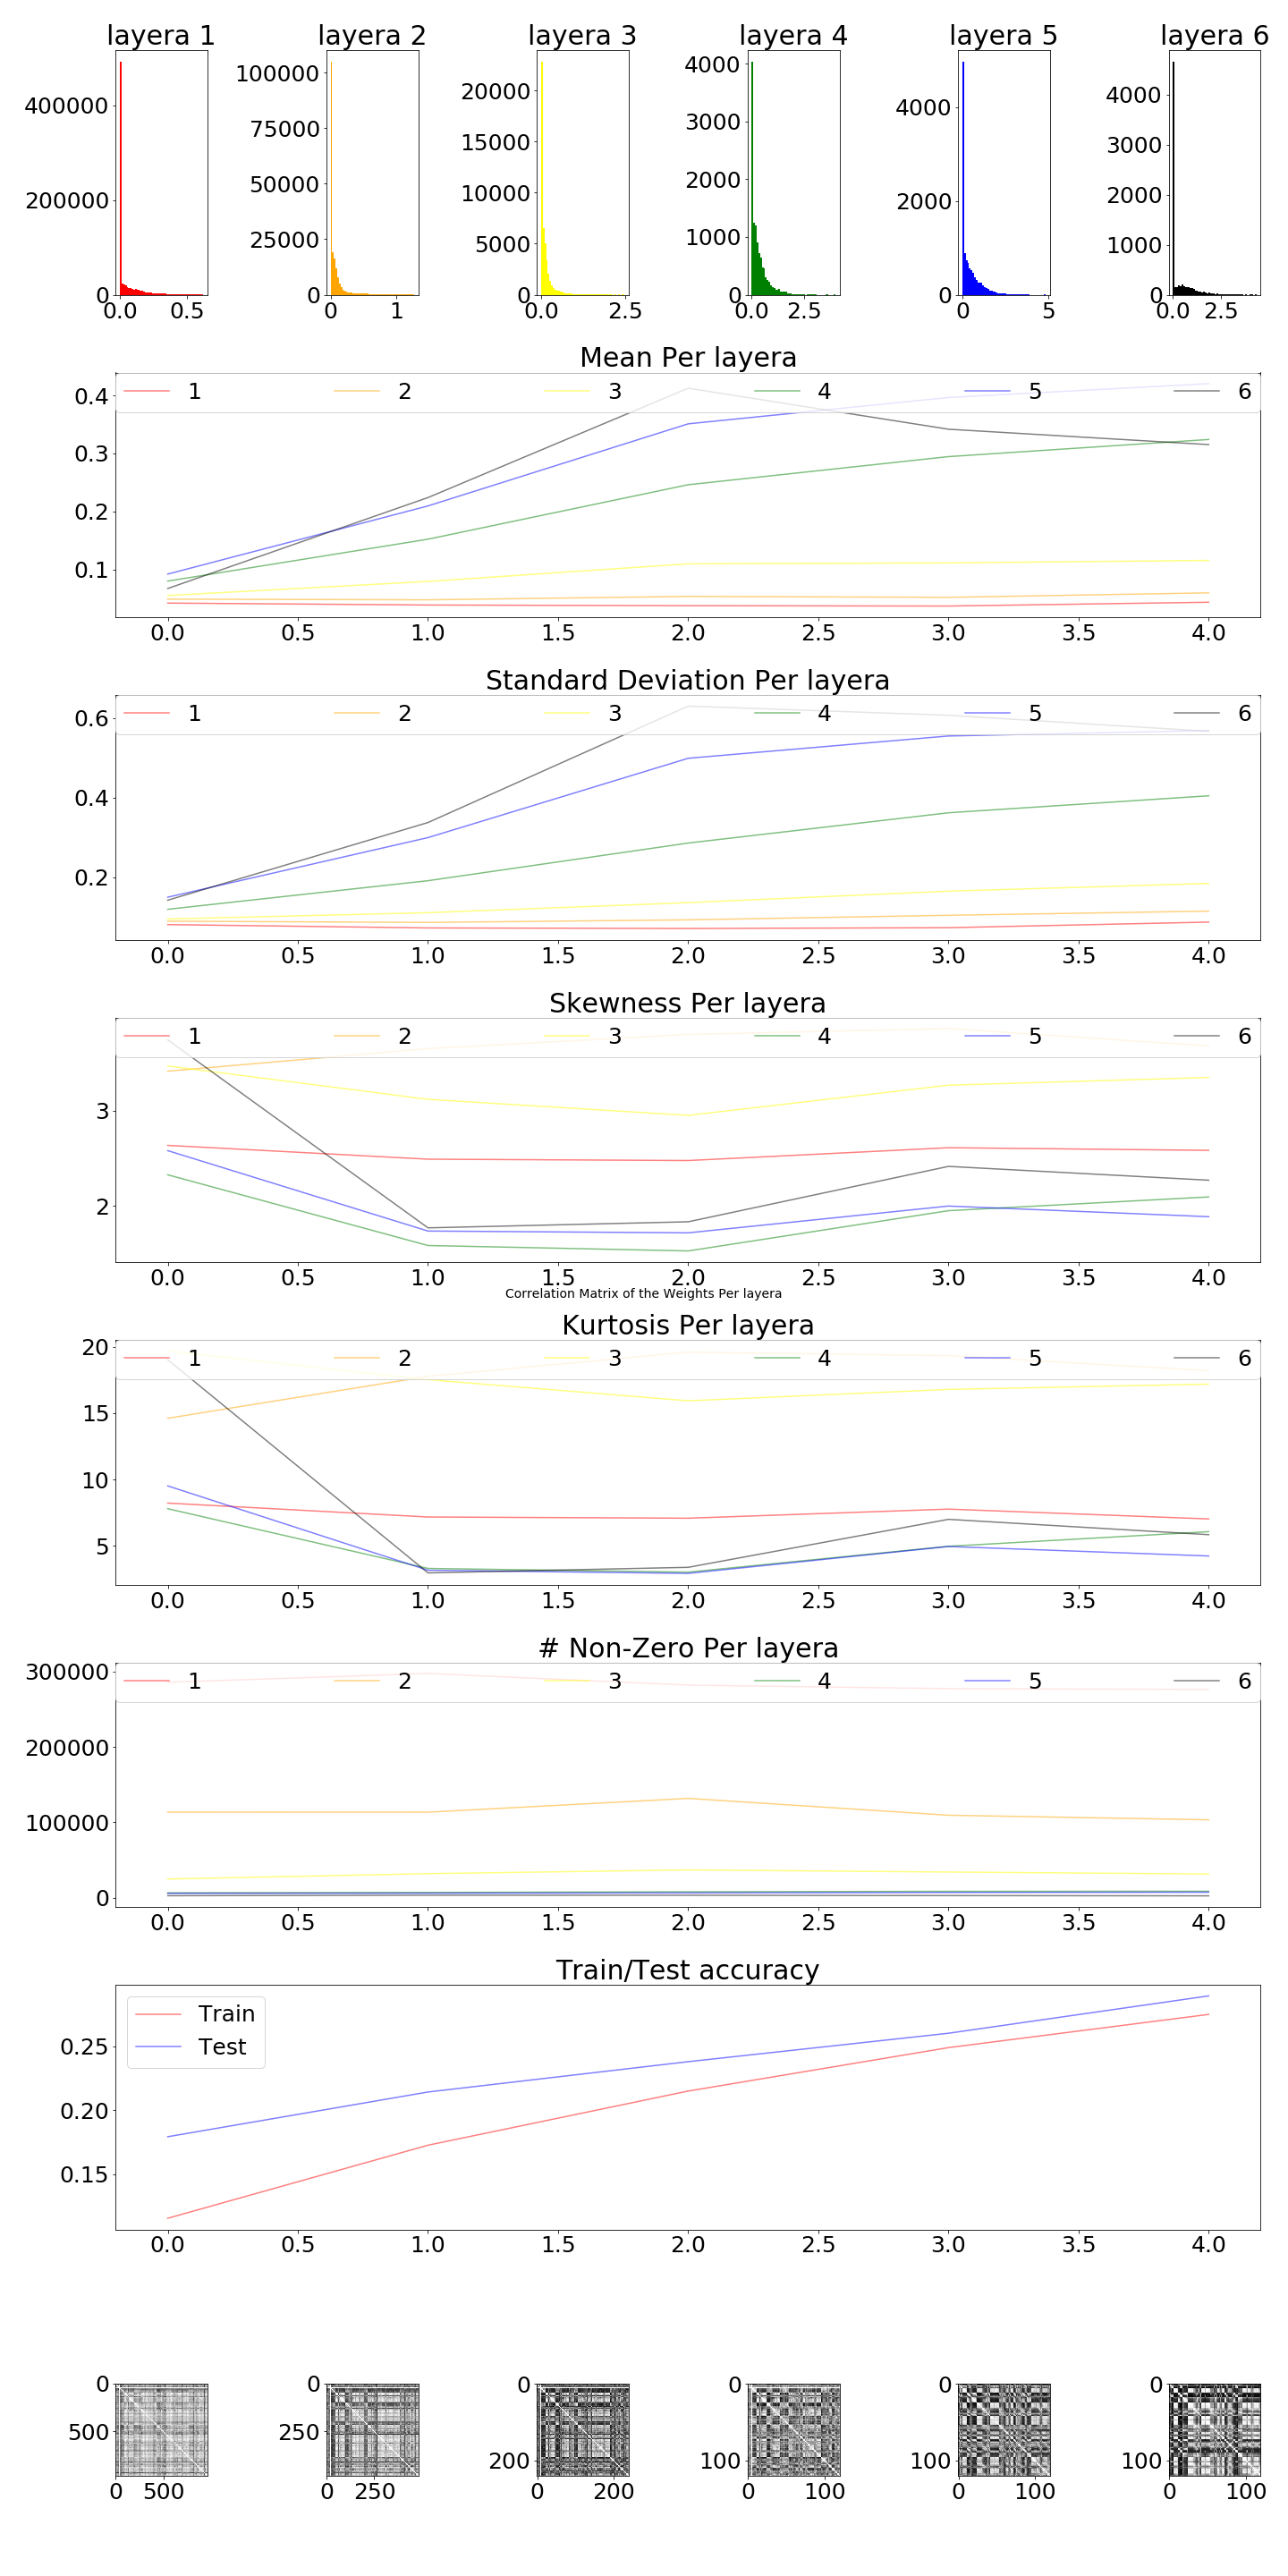 layera 1 layera 2 layera 3 layera 4 layera 5 layera 6
400000 200000 0 0.0 0.5
100000 75000 50000 25000 0 0 1
20000 15000 10000 5000 0 0.0 2.5
4000 3000 2000 1000 0 0.0 2.5
4000 2000 0 0 5
4000 3000 2000 1000 0 0.0 2.5
Mean Per layera
1 2 3 4 5 6
0.4
0.3
0.2
0.1
0.0 0.5 1.0 1.5 2.0 2.5 3.0 3.5 4.0
Standard Deviation Per layera
1 2 3 4 5 6
0.6
0.4
0.2
0.0 0.5 1.0 1.5 2.0 2.5 3.0 3.5 4.0
Skewness Per layera
1 2 3 4 5 6
3
2
0.0 0.5 1.0 1.5 2.0 2.5 3.0 3.5 4.0
Correlation Matrix of the Weights Per layera
Kurtosis Per layera
1 2 3 4 5 6
20
15
10
5
0.0 0.5 1.0 1.5 2.0 2.5 3.0 3.5 4.0
# Non-Zero Per layera
1 2 3 4 5 6
300000
200000
100000
0
0.0 0.5 1.0 1.5 2.0 2.5 3.0 3.5 4.0
Train/Test accuracy
Train
Test
0.25
0.20
0.15
0.0 0.5 1.0 1.5 2.0 2.5 3.0 3.5 4.0
0 500 0 500
0 250 0 250
0 200 0 200
0 100 0 100
0 100 0 100
0 100 0 100